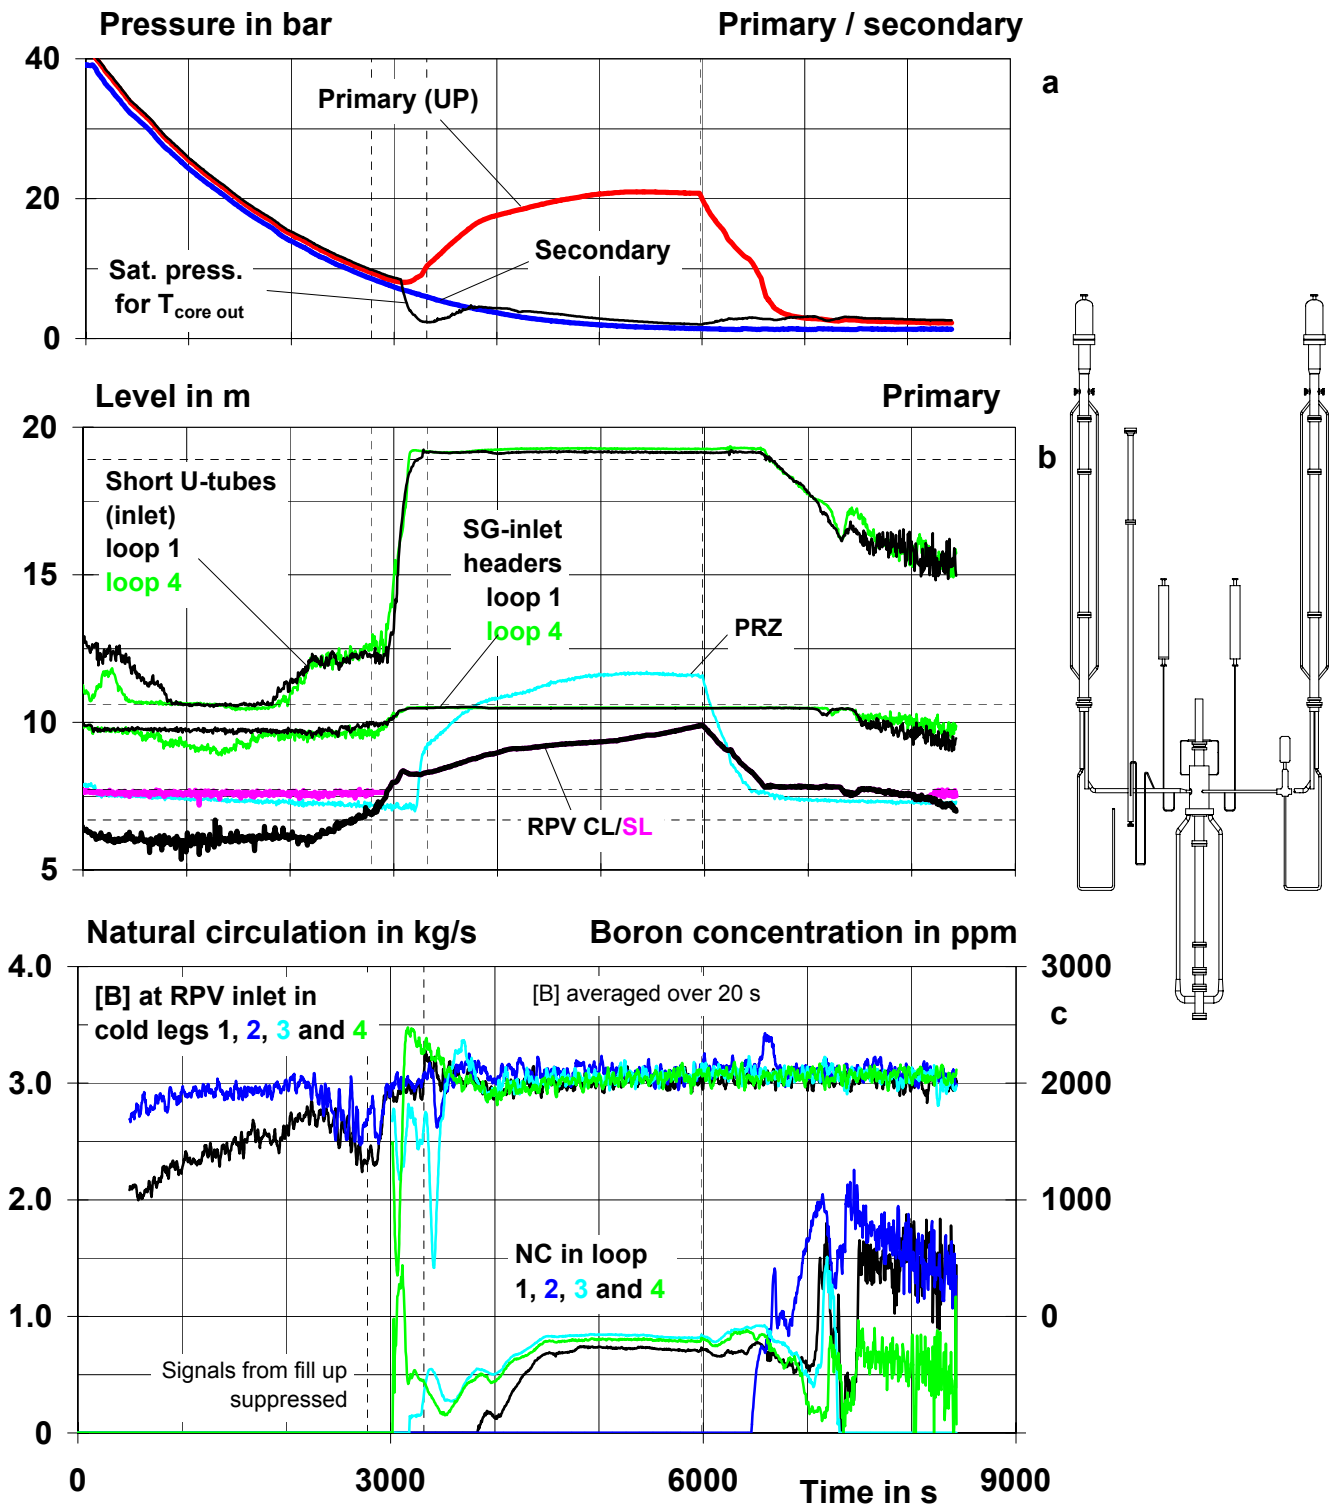 Pressure in bar Primary / secondary
40 a
Primary (UP)
20
Secondary
Sat. press.
for Tcore out
0
Level in m Primary
20
b
Short U-tubes
(inlet)
loop 1
loop 4
SG-inlet
headers
loop 1
loop 4
15
PRZ
10
RPV CL/SL
5
Natural circulation in kg/s Boron concentration in ppm
4.0 3000
[B] at RPV inlet in
cold legs 1, 2, 3 and 4
[B] averaged over 20 s
c
3.0 2000
2.0 1000
NC in loop
1, 2, 3 and 4
1.0 0
Signals from fill up
suppressed
0
0 3000 6000 9000
Time in s